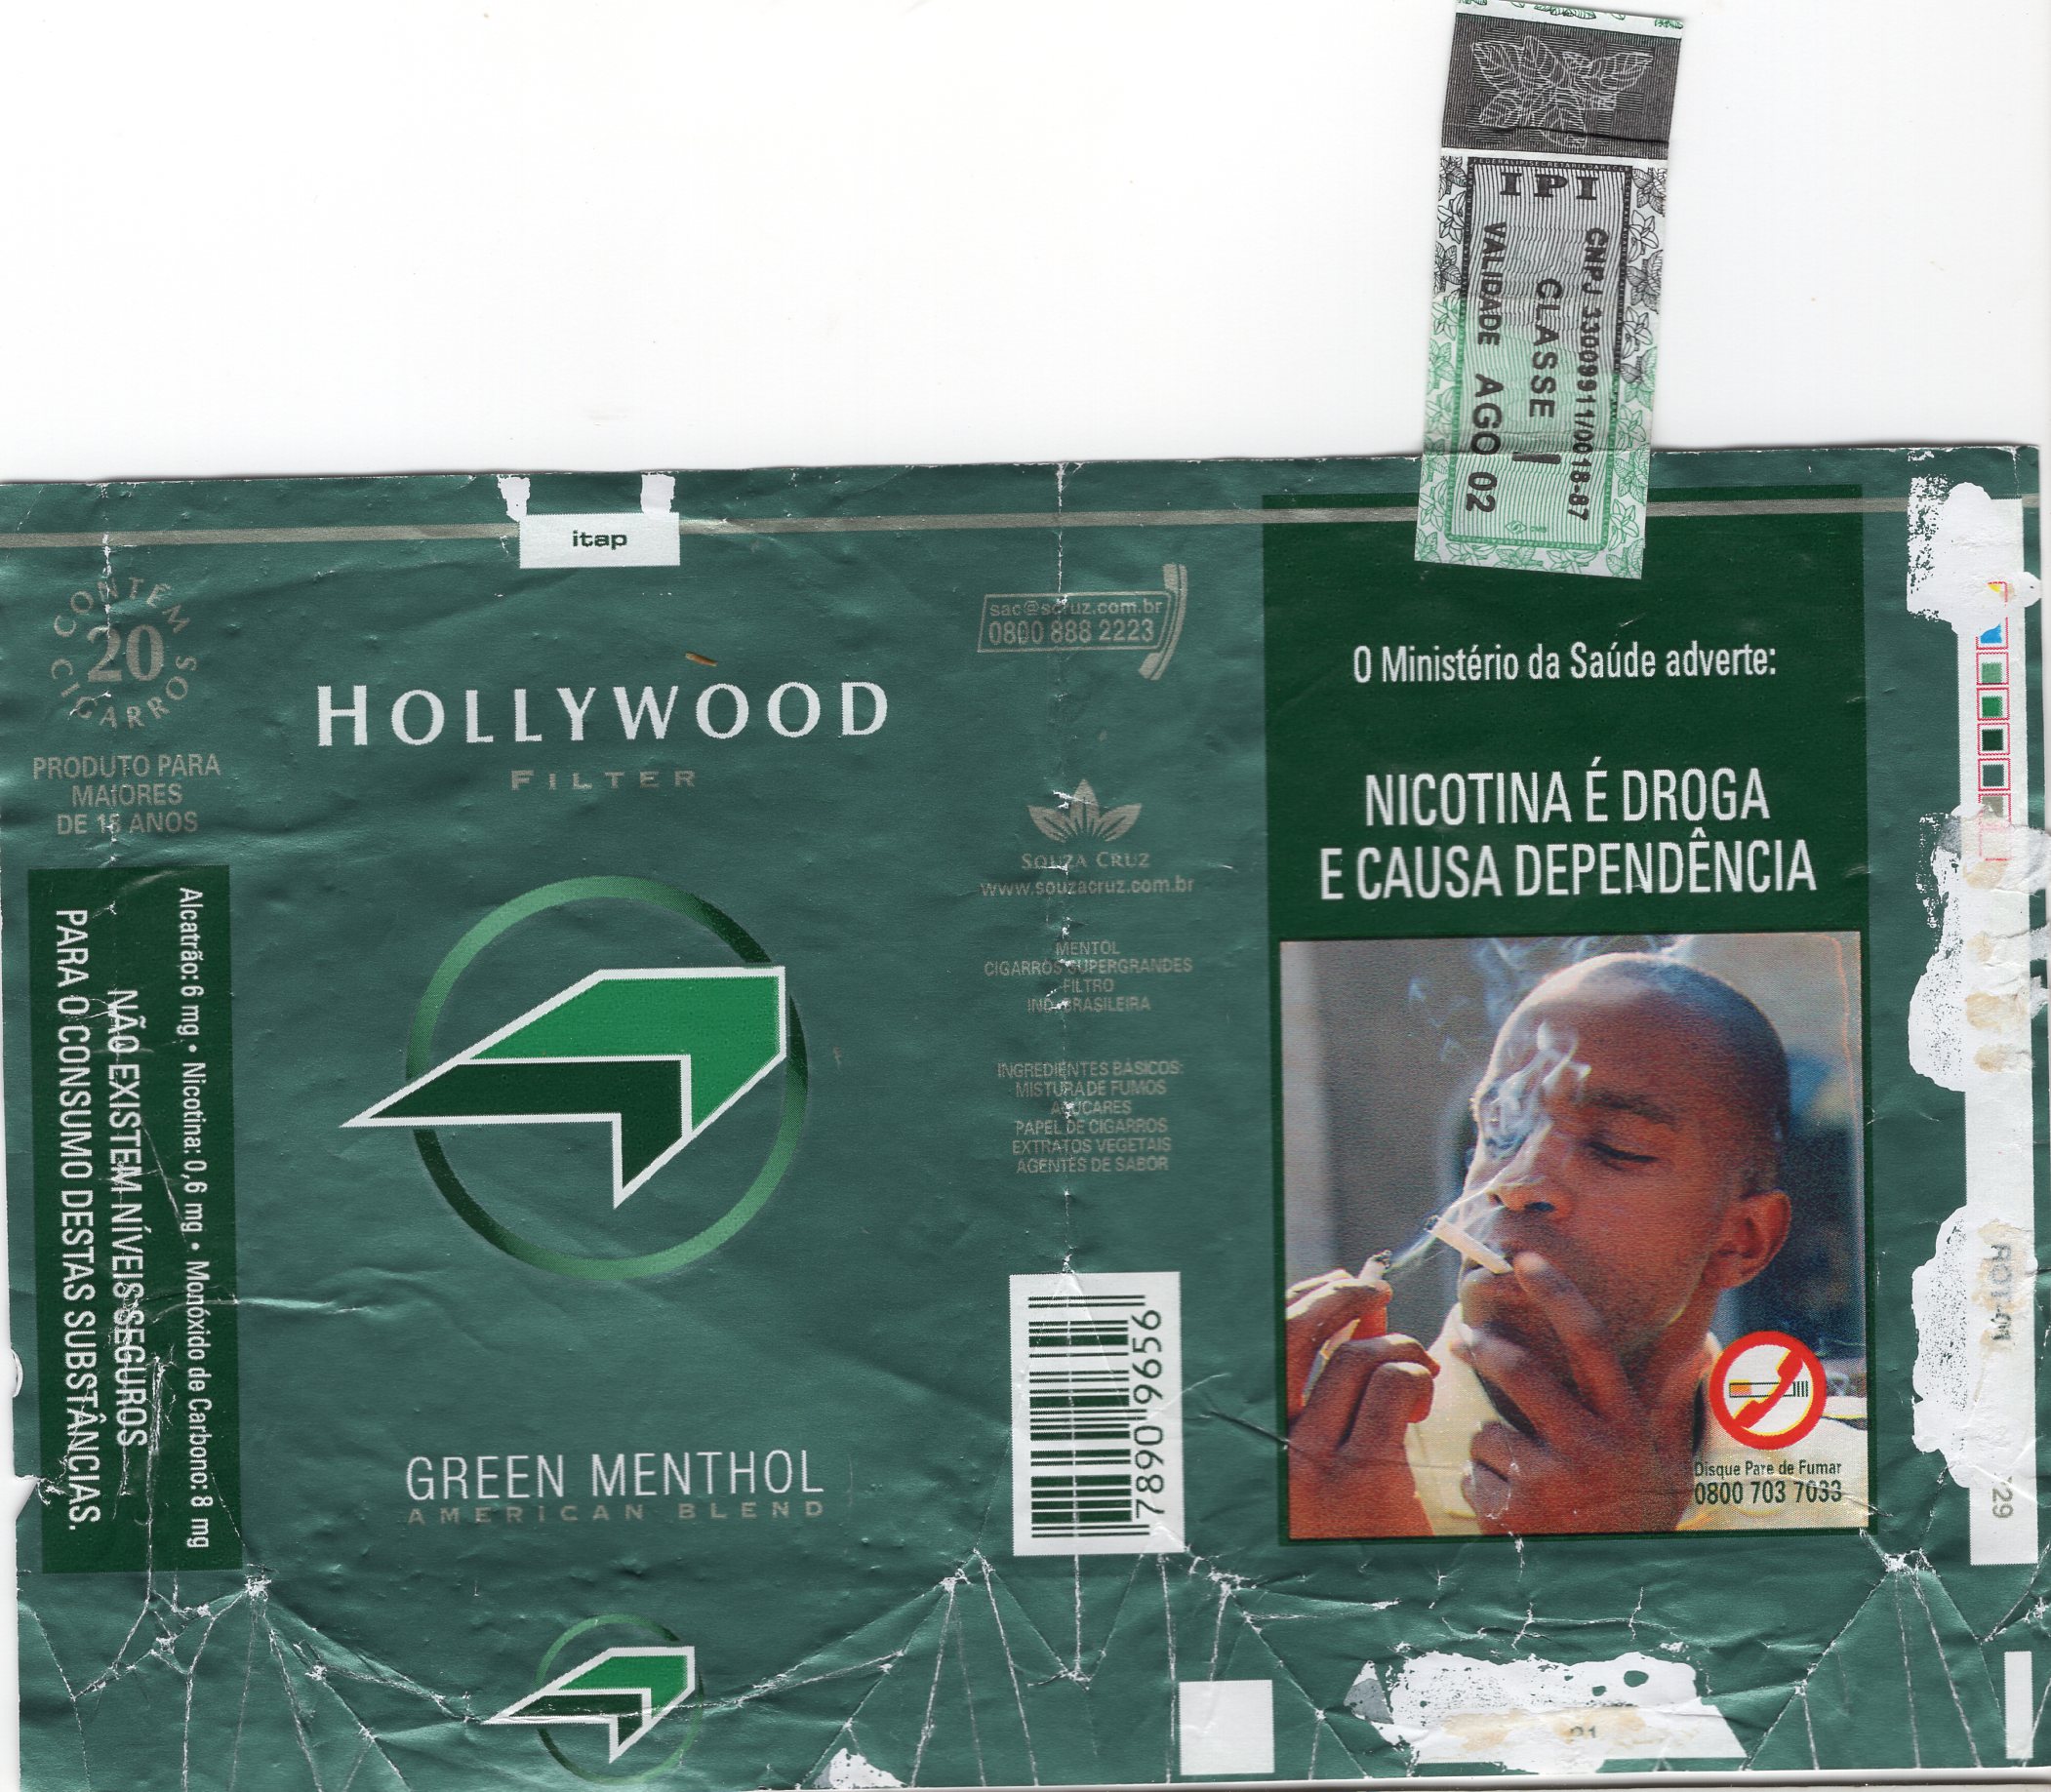 IPI
CNPJ 33009911/0018-87
CLASSE I
VALIDADE AGO 02
itap
CONTÉM
20
CIGARROS
PRODUTO PARA
MAIORES
DE 18 ANOS
Alcatrão: 6 mg • Nicotina: 0,6 mg • Monóxido de Carbono: 8 mg
NÃO EXISTEM NÍVEIS SEGUROS
PARA O CONSUMO DESTAS SUBSTÂNCIAS.
HOLLYWOOD
FILTER
GREEN MENTHOL
AMERICAN BLEND
sac@scruz.com.br
0800 888 2223
SOUZA CRUZ
www.souzacruz.com.br
MENTOL
CIGARROS SUPERGRANDES
FILTRO
IND. BRASILEIRA
INGREDIENTES BÁSICOS:
MISTURA DE FUMOS
AÇÚCARES
PAPEL DE CIGARROS
EXTRATOS VEGETAIS
AGENTES DE SABOR
78909656
O Ministério da Saúde adverte:
NICOTINA É DROGA
E CAUSA DEPENDÊNCIA
Disque Pare de Fumar
0800 703 7033
29